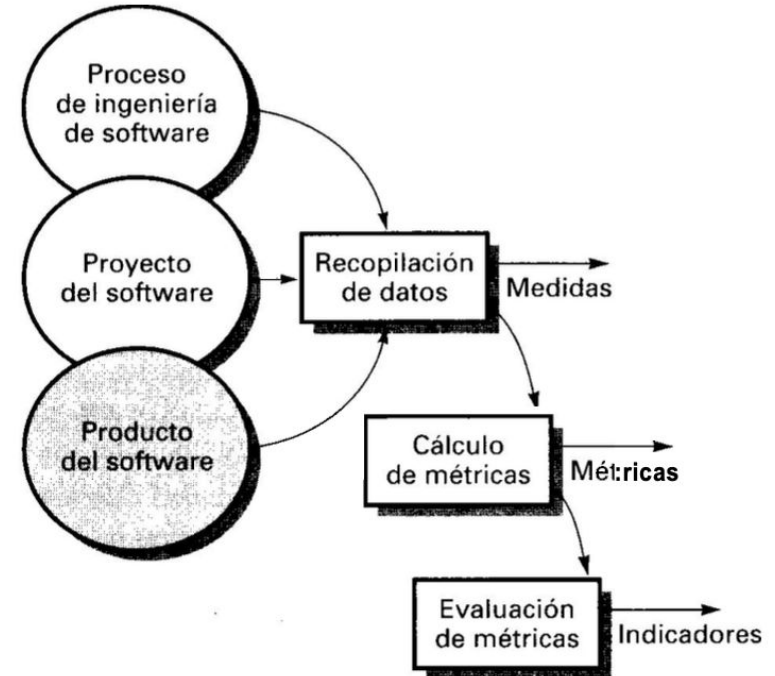 Proceso
de ingeniería
de software
Proyecto
del software
Producto
del software
Recopilación
de datos
Medidas
Cálculo
de métricas
Mét:ricas
Evaluación
de métricas
Indicadores